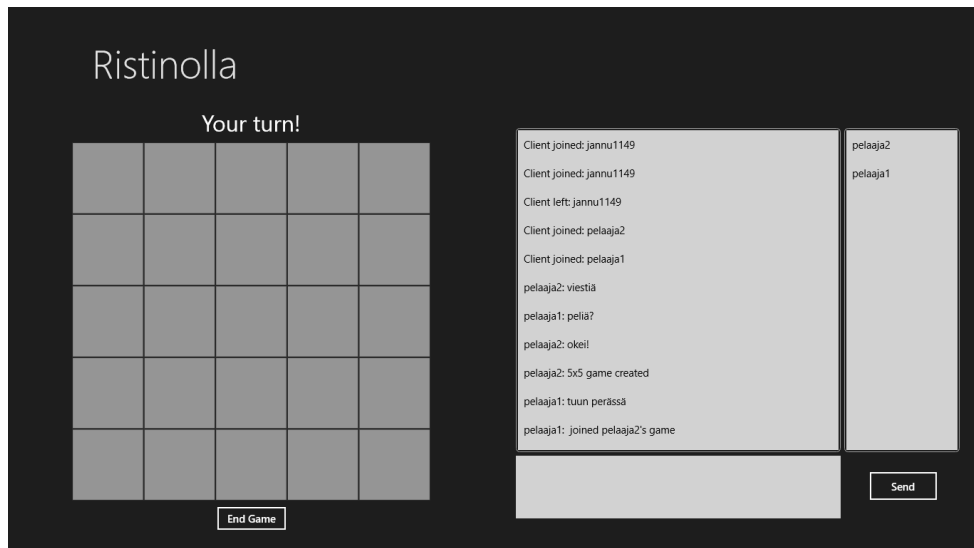 Ristinolla
Your turn!
Client joined: jannu1149
Client joined: jannu1149
Client left: jannu1149
Client joined: pelaaja2
Client joined: pelaaja1
pelaaja2: viestiä
pelaaja1: peliä?
pelaaja2: okei!
pelaaja2: 5x5 game created
pelaaja1: tuun perässä
pelaaja1:  joined pelaaja2's game
pelaaja2
pelaaja1
Send
End Game